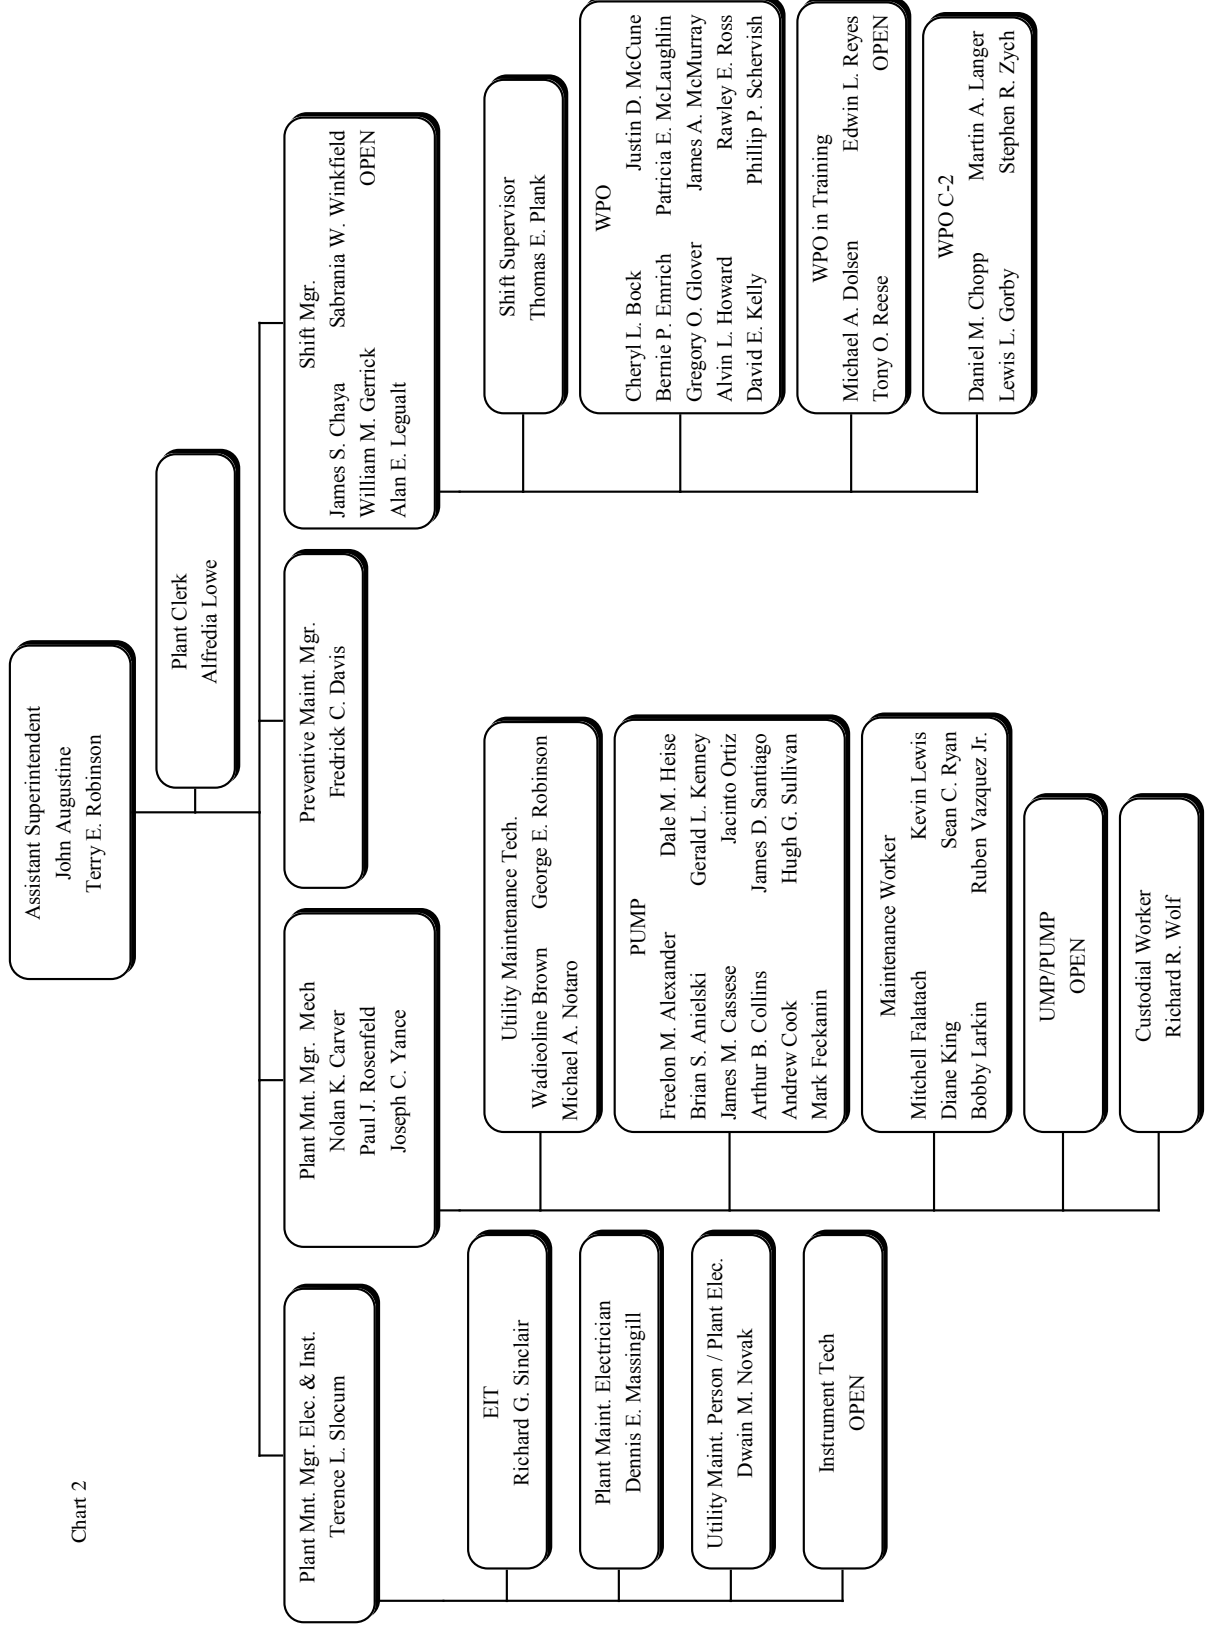 Chart 2
Assistant Superintendent
John Augustine
Terry E. Robinson
Plant Clerk
Alfredia Lowe
Plant Mnt. Mgr. Elec. & Inst.
Terence L. Slocum
EIT
Richard G. Sinclair
Plant Maint. Electrician
Dennis E. Massingill
Utility Maint. Person / Plant Elec.
Dwain M. Novak
Instrument Tech
OPEN
Plant Mnt. Mgr. Mech
Nolan K. Carver
Paul J. Rosenfeld
Joseph C. Yance
Utility Maintenance Tech.
Wadieoline Brown George E. Robinson
Michael A. Notaro
PUMP
Freelon M. Alexander Dale M. Heise
Brian S. Anielski Gerald L. Kenney
James M. Cassese Jacinto Ortiz
Arthur B. Collins James D. Santiago
Andrew Cook Hugh G. Sullivan
Mark Feckanin
Maintenance Worker
Mitchell Falatach Kevin Lewis
Diane King Sean C. Ryan
Bobby Larkin Ruben Vazquez Jr.
UMP/PUMP
OPEN
Custodial Worker
Richard R. Wolf
Preventive Maint. Mgr.
Fredrick C. Davis
Shift Mgr.
James S. Chaya Sabrania W. Winkfield
William M. Gerrick OPEN
Alan E. Legualt
Shift Supervisor
Thomas E. Plank
WPO
Cheryl L. Bock Justin D. McCune
Bernie P. Emrich Patricia E. McLaughlin
Gregory O. Glover James A. McMurray
Alvin L. Howard Rawley E. Ross
David E. Kelly Phillip P. Schervish
WPO in Training
Michael A. Dolsen Edwin L. Reyes
Tony O. Reese OPEN
WPO C-2
Daniel M. Chopp Martin A. Langer
Lewis L. Gorby Stephen R. Zych